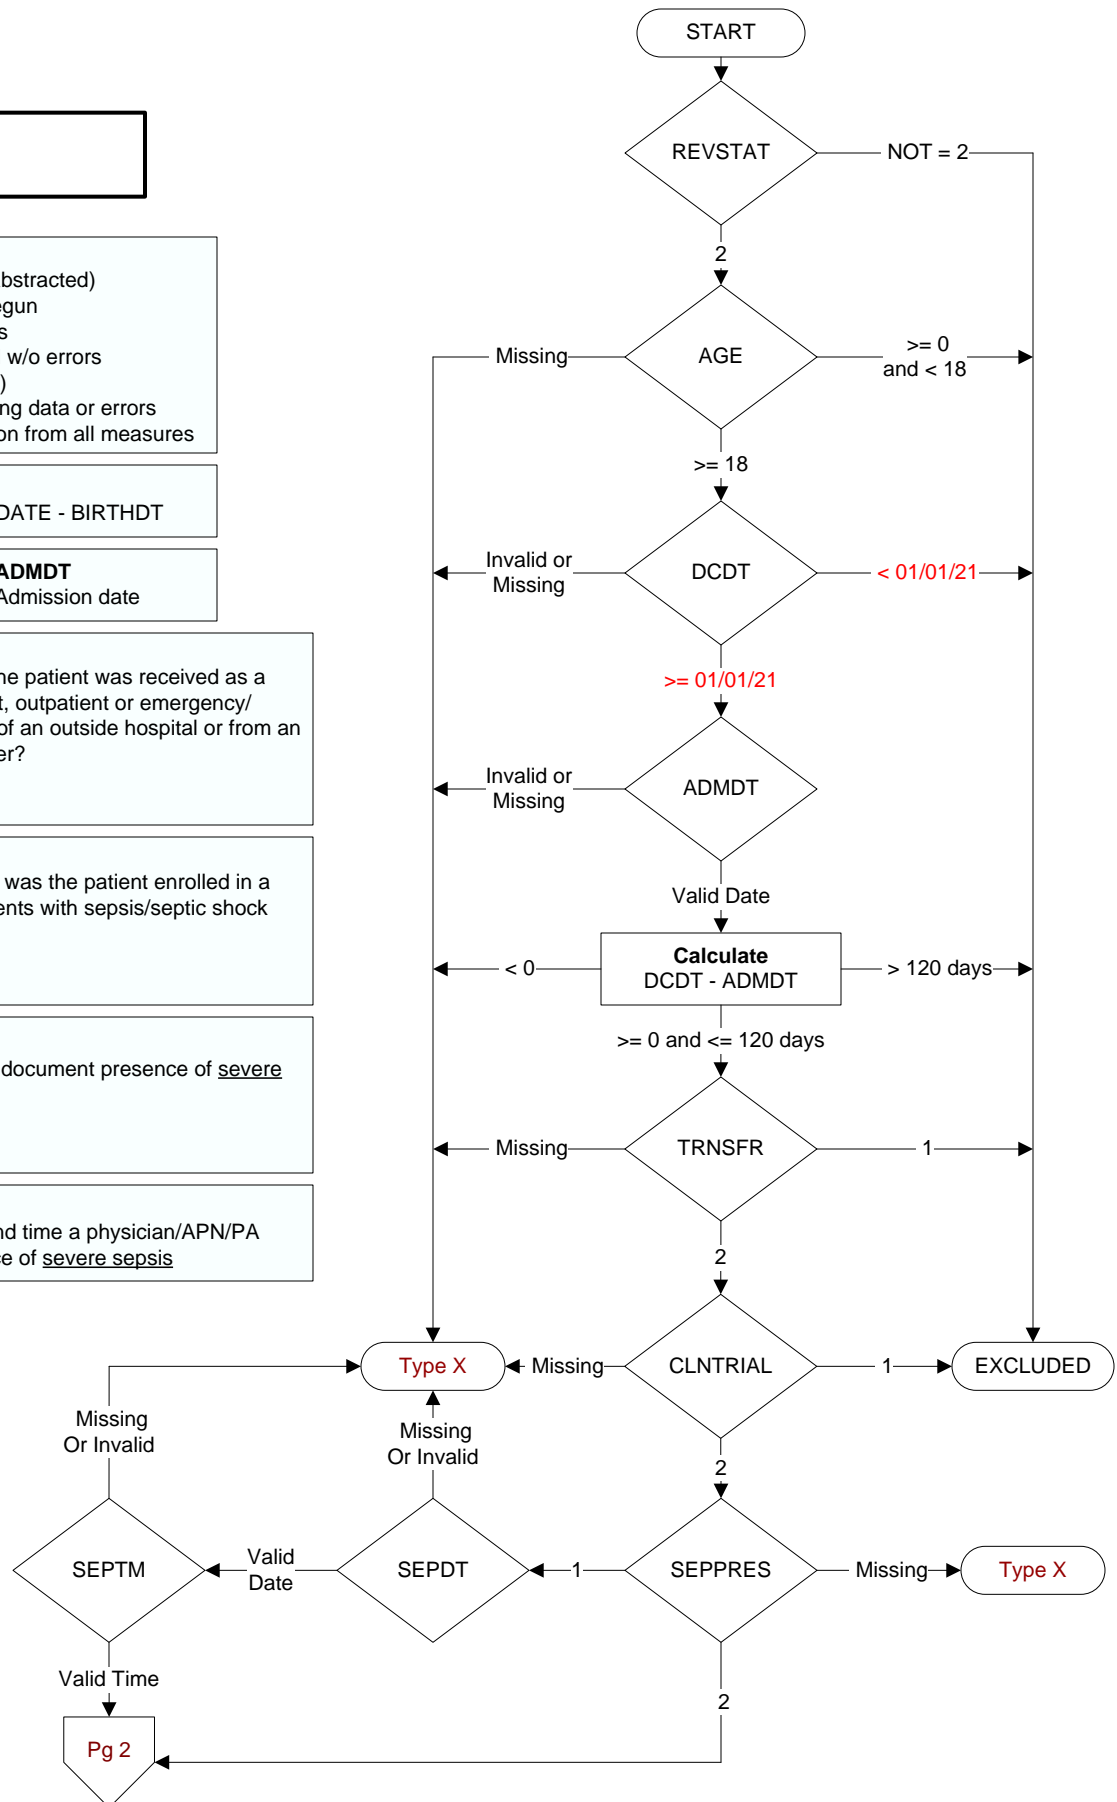 START
REVSTAT
NOT = 2
2
bstracted)
egun
s
w/o errors
)
ng data or errors
on from all measures
AGE
Missing
>= 0
and < 18
>= 18
DATE - BIRTHDT
DCDT
Invalid or
Missing
< 01/01/21
ADMDT
Admission date
>= 01/01/21
he patient was received as a
t, outpatient or emergency/
of an outside hospital or from an
er?
ADMDT
Invalid or
Missing
Valid Date
was the patient enrolled in a
ents with sepsis/septic shock
Calculate
DCDT - ADMDT
< 0
> 120 days
>= 0 and <= 120 days
document presence of severe
TRNSFR
Missing
1
2
nd time a physician/APN/PA
ce of severe sepsis
Type X
Missing
CLNTRIAL
1
EXCLUDED
2
Missing
Or Invalid
Missing
Or Invalid
SEPTM
Valid
Date
SEPDT
1
SEPPRES
Missing
Type X
Valid Time
2
Pg 2